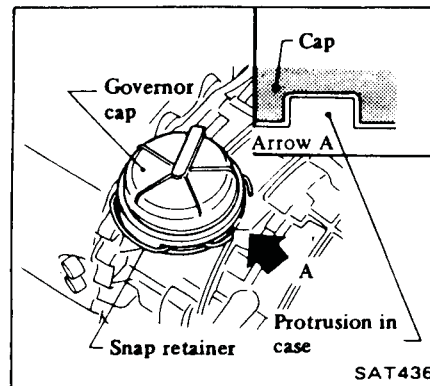 Cap
Governor
cap
Arrow A
A
Protrusion in
case
Snap retainer
SAT436